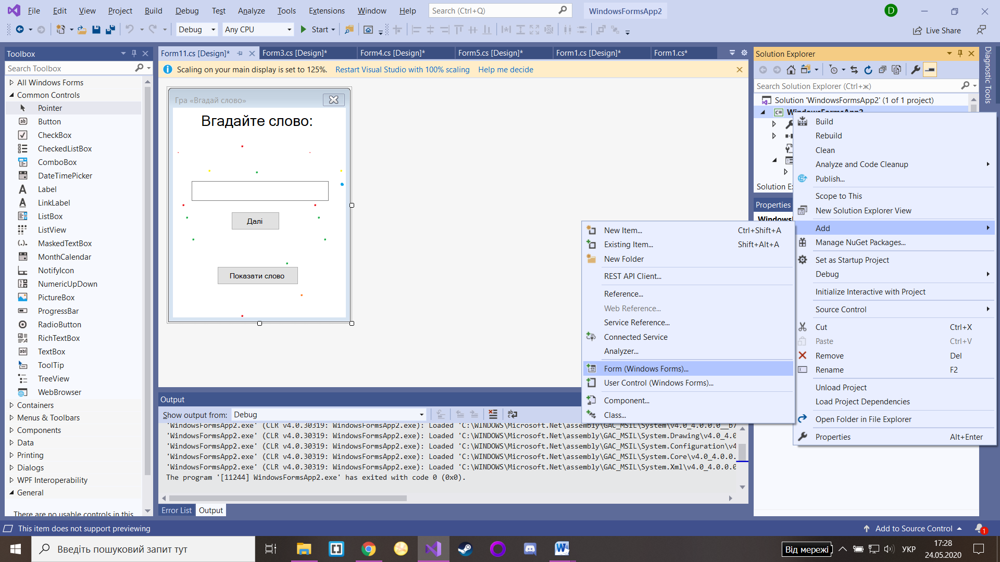 File Edit View Project Build Debug Test Analyze Tools Extensions Window Help Search (Ctrl+Q) WindowsFormsApp2 D
Debug Any CPU Start Live Share
Toolbox
Search Toolbox
All Windows Forms
Common Controls
Pointer
Button
CheckBox
CheckedListBox
ComboBox
DateTimePicker
Label
LinkLabel
ListBox
ListView
MaskedTextBox
MonthCalendar
NotifyIcon
NumericUpDown
PictureBox
ProgressBar
RadioButton
RichTextBox
TextBox
ToolTip
TreeView
WebBrowser
Containers
Menus & Toolbars
Components
Data
Printing
Dialogs
WPF Interoperability
General
There are no usable controls in this
Form11.cs [Design]* Form3.cs [Design]* Form4.cs [Design]* Form5.cs [Design]* Form1.cs [Design]* Form1.cs*
Scaling on your main display is set to 125%. Restart Visual Studio with 100% scaling Help me decide
Гра «Вгадай слово»
Вгадайте слово:
Далі
Показати слово
Output
Show output from: Debug
'WindowsFormsApp2.exe' (CLR v4.0.30319: WindowsFormsApp2.exe): Loaded 'C:\WINDOWS\Microsoft.Net\assembly\GAC_MSIL\System\v4.0_4.0.0.0__b7
'WindowsFormsApp2.exe' (CLR v4.0.30319: WindowsFormsApp2.exe): Loaded 'C:\WINDOWS\Microsoft.Net\assembly\GAC_MSIL\System.Drawing\v4.0_4.0
'WindowsFormsApp2.exe' (CLR v4.0.30319: WindowsFormsApp2.exe): Loaded 'C:\WINDOWS\Microsoft.Net\assembly\GAC_MSIL\System.Configuration\v4
'WindowsFormsApp2.exe' (CLR v4.0.30319: WindowsFormsApp2.exe): Loaded 'C:\WINDOWS\Microsoft.Net\assembly\GAC_MSIL\System.Core\v4.0_4.0.0.
'WindowsFormsApp2.exe' (CLR v4.0.30319: WindowsFormsApp2.exe): Loaded 'C:\WINDOWS\Microsoft.Net\assembly\GAC_MSIL\System.Xml\v4.0_4.0.0.0
The program '[11244] WindowsFormsApp2.exe' has exited with code 0 (0x0).
Error List Output
Solution Explorer
Search Solution Explorer (Ctrl+ж)
Solution 'WindowsFormsApp2' (1 of 1 project)
C# WindowsFormsApp2
Solution Ex
Properties
Diagnostic Tools
Build
Rebuild
Clean
Analyze and Code Cleanup
Publish...
Scope to This
New Solution Explorer View
Add
Manage NuGet Packages...
Set as Startup Project
Debug
Initialize Interactive with Project
Source Control
Cut Ctrl+X
Paste Ctrl+V
Remove Del
Rename F2
Unload Project
Load Project Dependencies
Open Folder in File Explorer
Properties Alt+Enter
New Item... Ctrl+Shift+A
Existing Item... Shift+Alt+A
New Folder
REST API Client...
Reference...
Web Reference...
Service Reference...
Connected Service
Analyzer...
Form (Windows Forms)...
User Control (Windows Forms)...
Component...
Class...
This item does not support previewing Add to Source Control 1
Введіть пошуковий запит тут
Від мережі УКР 17:28
24.05.2020